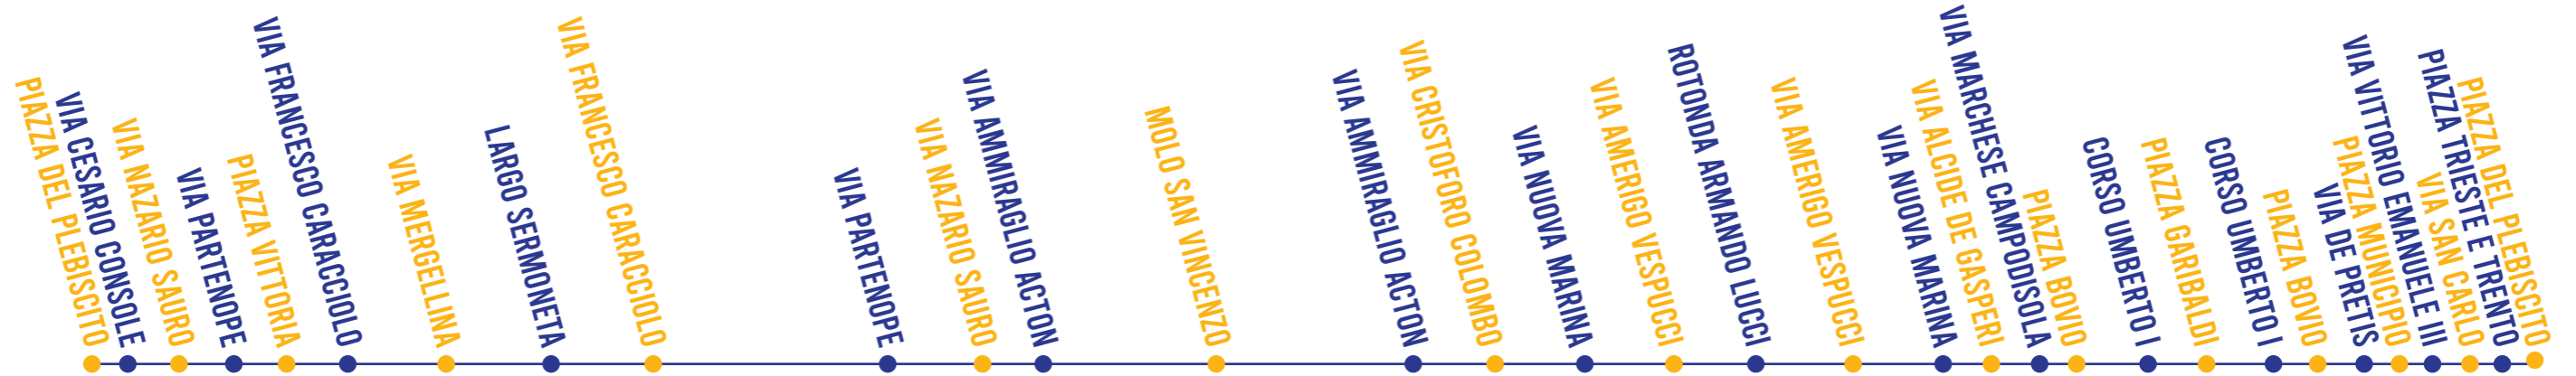 PIAZZA DEL PLEBISCITO
VIA CESARIO CONSOLE
VIA NAZARIO SAURO
VIA PARTENOPE
PIAZZA VITTORIA
VIA FRANCESCO CARACCIOLO
VIA MERGELLINA
LARGO SERMONETA
VIA FRANCESCO CARACCIOLO
VIA PARTENOPE
VIA NAZARIO SAURO
VIA AMMIRAGLIO ACTON
MOLO SAN VINCENZO
VIA AMMIRAGLIO ACTON
VIA CRISTOFORO COLOMBO
VIA NUOVA MARINA
VIA AMERIGO VESPUCCI
ROTONDA ARMANDO LUCCI
VIA AMERIGO VESPUCCI
VIA NUOVA MARINA
VIA ALCIDE DE GASPERI
VIA MARCHESE CAMPODISOLA
PIAZZA BOVIO
CORSO UMBERTO I
PIAZZA GARIBALDI
CORSO UMBERTO I
PIAZZA BOVIO
VIA DE PRETIS
PIAZZA MUNCIPIO
VIA VITTORIO EMANUELE III
VIA SAN CARLO
PIAZZA TRIESTE E TRENTO
PIAZZA DEL PLEBISCITO